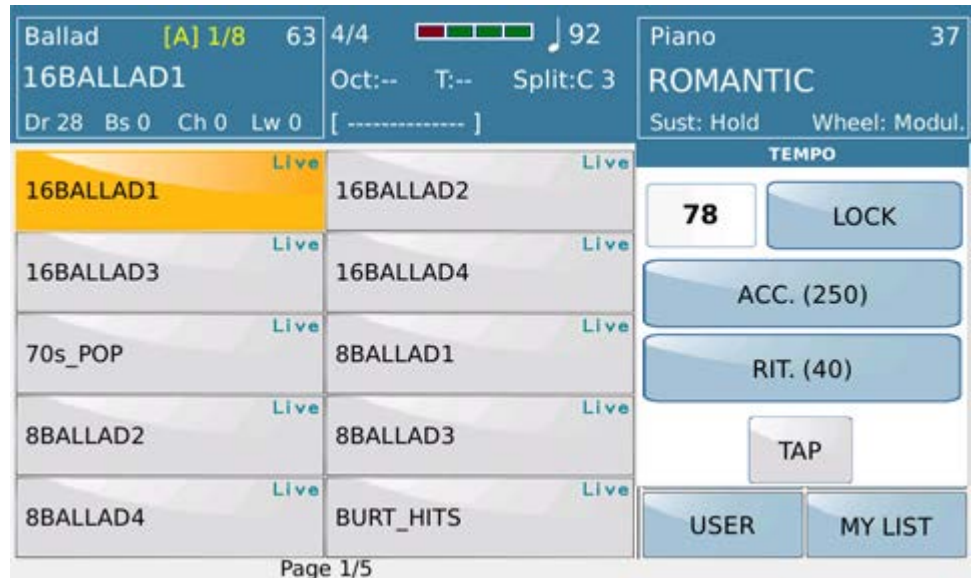 Ballad [A] 1/8 63
16BALLAD1
Dr 28 Bs 0 Ch 0 Lw 0
4/4 92
Oct:-- T:-- Split:C 3
[ -------------- ]
Piano 37
ROMANTIC
Sust: Hold Wheel: Modul.
Live
16BALLAD1
Live
16BALLAD2
Live
16BALLAD3
Live
16BALLAD4
Live
70s_POP
Live
8BALLAD1
Live
8BALLAD2
Live
8BALLAD3
Live
8BALLAD4
Live
BURT_HITS
Page 1/5
TEMPO
78 LOCK
ACC. (250)
RIT. (40)
TAP
USER MY LIST